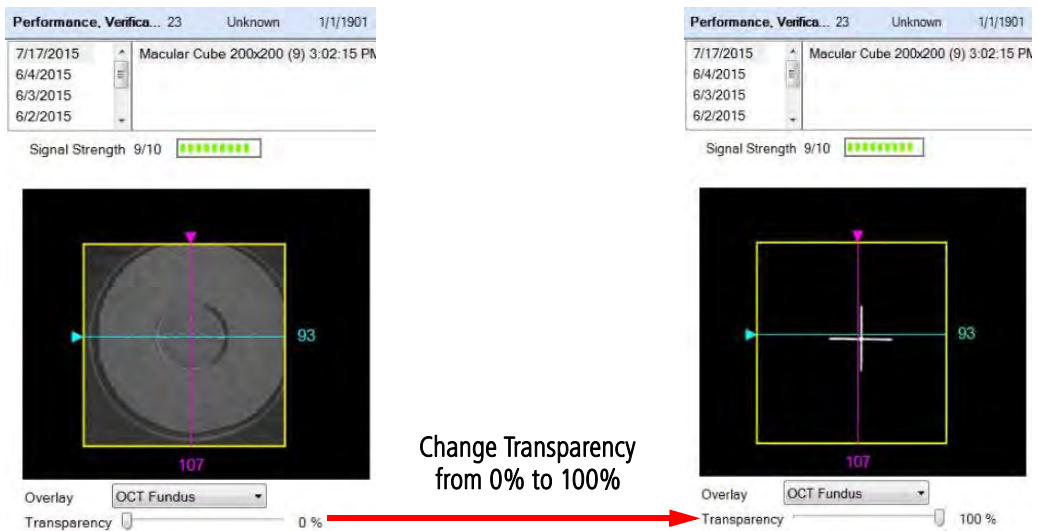 Performance, Verifica... 23 Unknown 1/1/1901
7/17/2015
6/4/2015
6/3/2015
6/2/2015
Macular Cube 200x200 (9) 3:02:15 PM
Signal Strength 9/10
93
107
Overlay OCT Fundus
Transparency 0 %
Change Transparency
from 0% to 100%
Performance, Verifica... 23 Unknown 1/1/1901
7/17/2015
6/4/2015
6/3/2015
6/2/2015
Macular Cube 200x200 (9) 3:02:15 PM
Signal Strength 9/10
93
107
Overlay OCT Fundus
Transparency 100 %